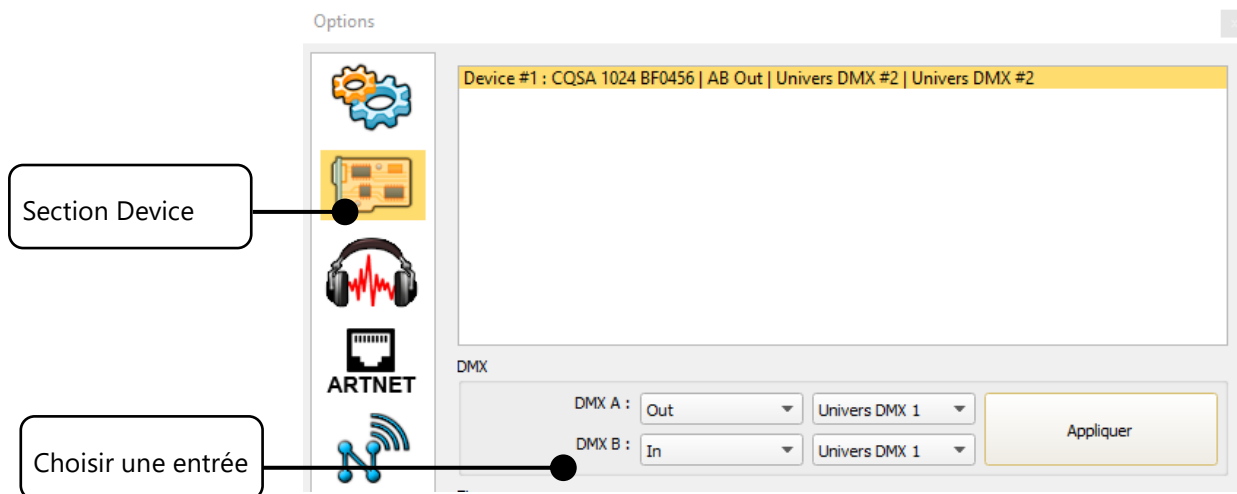 Options
Device #1 : CQSA 1024 BF0456 | AB Out | Univers DMX #2 | Univers DMX #2
Section Device
ARTNET
DMX
DMX A : Out Univers DMX 1
Appliquer
DMX B : In Univers DMX 1
Choisir une entrée